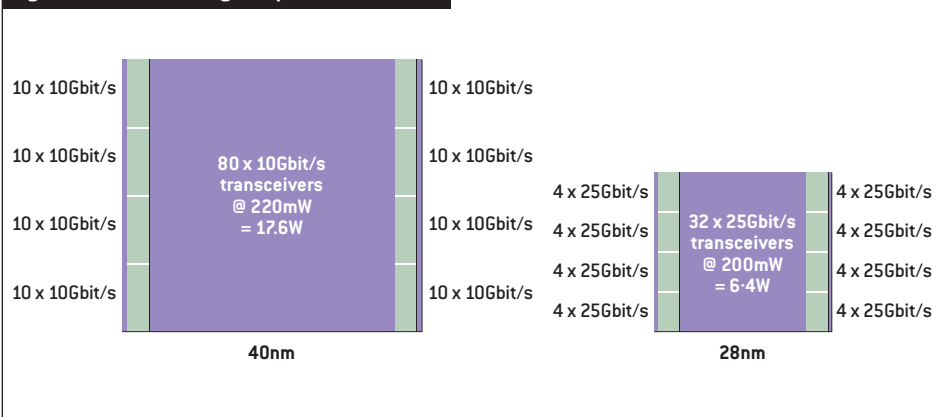 10 x 10Gbit/s
10 x 10Gbit/s
10 x 10Gbit/s
10 x 10Gbit/s
80 x 10Gbit/s
transceivers
@ 220mW
= 17.6W
10 x 10Gbit/s
10 x 10Gbit/s
10 x 10Gbit/s
10 x 10Gbit/s
40nm
4 x 25Gbit/s
4 x 25Gbit/s
4 x 25Gbit/s
4 x 25Gbit/s
32 x 25Gbit/s
transceivers
@ 200mW
= 6·4W
4 x 25Gbit/s
4 x 25Gbit/s
4 x 25Gbit/s
4 x 25Gbit/s
28nm